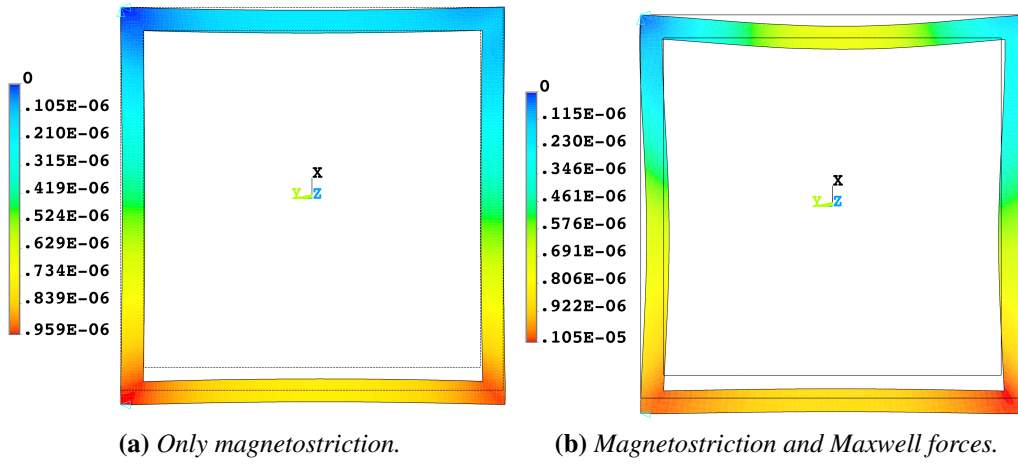 0
.105E-06
.210E-06
.315E-06
.419E-06
.524E-06
.629E-06
.734E-06
.839E-06
.959E-06
X
Y Z
(a) Only magnetostriction.
0
.115E-06
.230E-06
.346E-06
.461E-06
.576E-06
.691E-06
.806E-06
.922E-06
.105E-05
X
Y Z
(b) Magnetostriction and Maxwell forces.